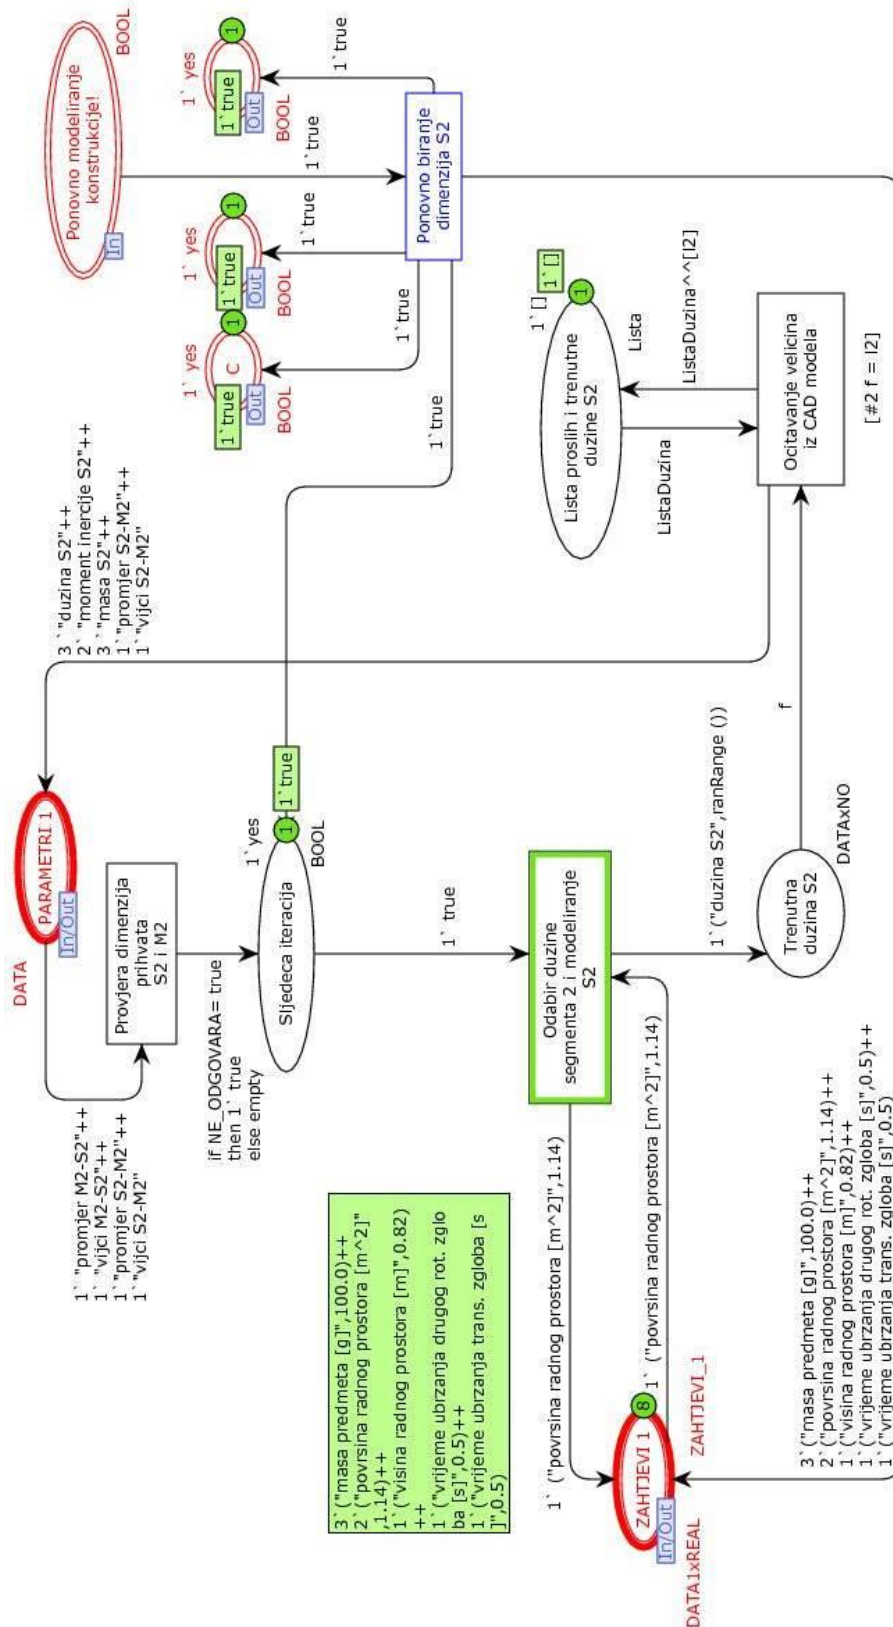 DATA
PARAMETRI 1
In/Out
1` "promjer M2-S2"++
1` "vijci M2-S2"++
1` "promjer S2-M2"++
1` "vijci S2-M2"
Provjera dimenzija
prihvata
S2 i M2
3` "duzina S2"++
2` "moment inercije S2"++
3` "masa S2"++
1` "promjer S2-M2"++
1` "vijci S2-M2"
if NE_ODGOVARA= true
then 1` true
else empty
Sljedeca iteracija
1`yes
1
1`true
BOOL
1` true
1` yes
1
C
1`true
Out
BOOL
1` yes
1
1`true
Out
BOOL
1` yes
1
1`true
Out
BOOL
Ponovno modeliranje
konstrukcije!
In
BOOL
1`true
1`true
1`true
1`true
1`true
Ponovno biranje
dimenzija S2
3` ("masa predmeta [g]",100.0)++
2` ("povrsina radnog prostora [m^2]"
,1.14)++
1` ("visina radnog prostora [m]",0.82)
++
1` ("vrijeme ubrzanja drugog rot. zglo
ba [s]",0.5)++
1` ("vrijeme ubrzanja trans. zgloba [s
]",0.5)
Odabir duzine
segmenta 2 i modeliranje
S2
1` ("povrsina radnog prostora [m^2]",1.14)
1` ("povrsina radnog prostora [m^2]",1.14)
ZAHTJEVI 1
8
In/Out
DATA1xREAL
ZAHTJEVI_1
1` ("duzina S2",ranRange ())
Trenutna
duzina S2
DATAxNO
f
1` []
1` []
1
Lista proslih i trenutne
duzine S2
Lista
ListaDuzina
ListaDuzina^^[l2]
Ocitavanje velicina
iz CAD modela
[#2 f = l2]
3` ("masa predmeta [g]",100.0)++
2` ("povrsina radnog prostora [m^2]",1.14)++
1` ("visina radnog prostora [m]",0.82)++
1` ("vrijeme ubrzanja drugog rot. zgloba [s]",0.5)++
1` ("vrijeme ubrzanja trans. zgloba [s]",0.5)